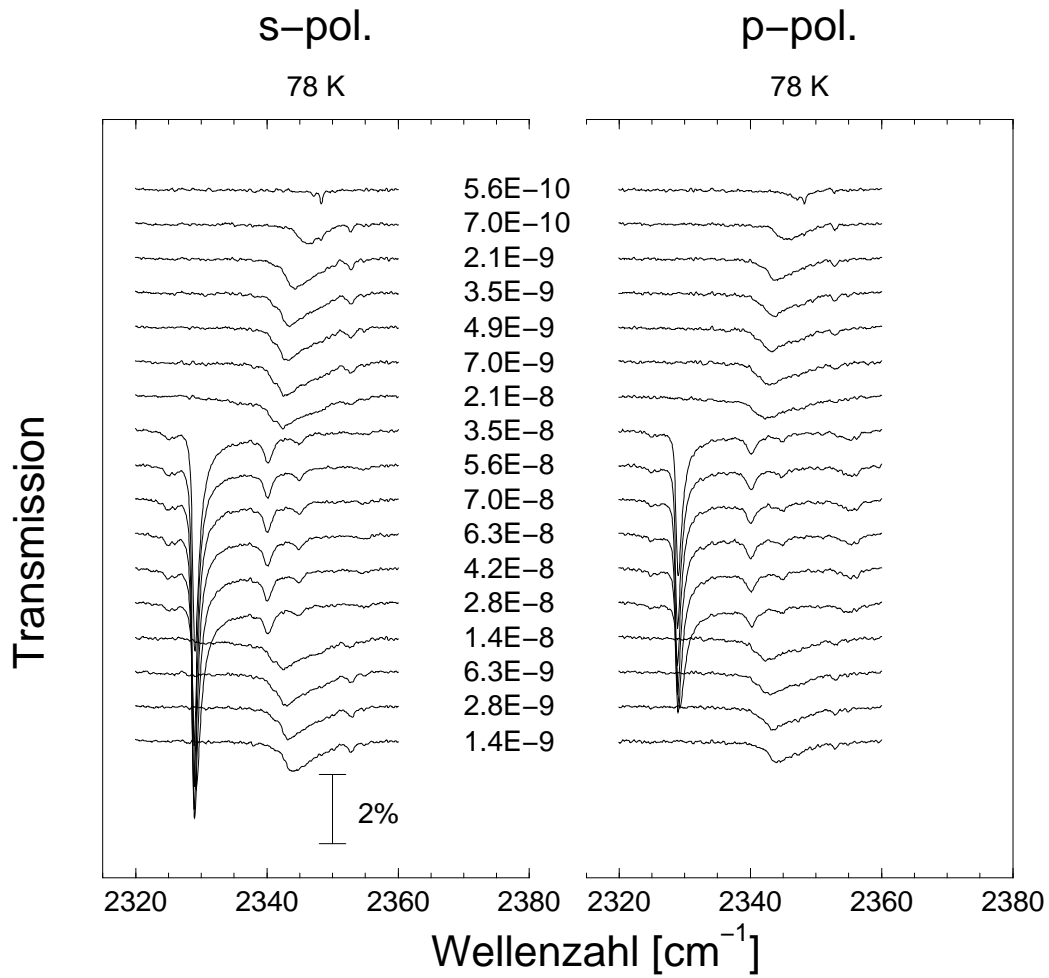 s−pol.
p−pol.
78 K
78 K
5.6E−10
7.0E−10
2.1E−9
3.5E−9
4.9E−9
7.0E−9
2.1E−8
3.5E−8
5.6E−8
7.0E−8
6.3E−8
4.2E−8
2.8E−8
1.4E−8
6.3E−9
2.8E−9
1.4E−9
2%
Transmission
2320 2340 2360 2380
2320 2340 2360 2380
Wellenzahl [cm⁻¹]